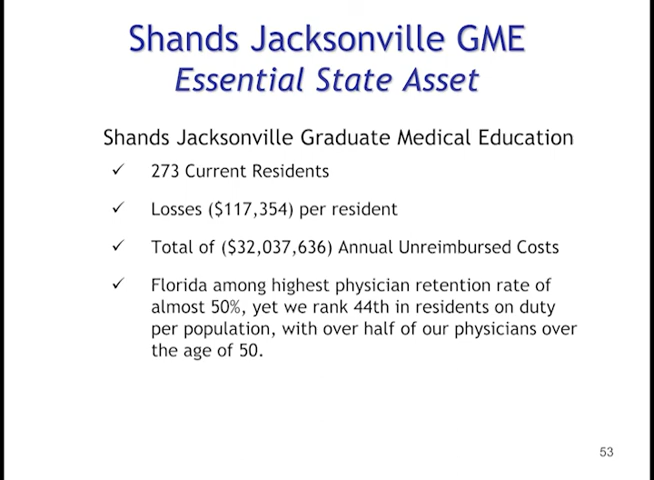 Shands Jacksonville GME
Essential State Asset
Shands Jacksonville Graduate Medical Education
✓ 273 Current Residents
✓ Losses ($117,354) per resident
✓ Total of ($32,037,636) Annual Unreimbursed Costs
✓ Florida among highest physician retention rate of
almost 50%, yet we rank 44th in residents on duty
per population, with over half of our physicians over
the age of 50.
53